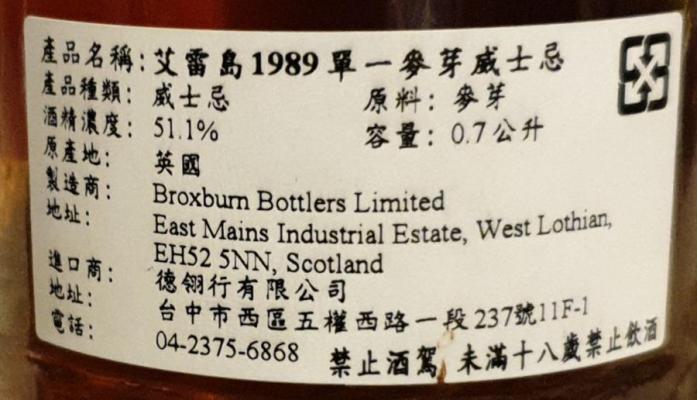 產品名稱:艾雷島1989單一麥芽威士忌
產品種類:威士忌 原料:麥芽
酒精濃度:51.1% 容量:0.7公升
原產地:英國
製造商:Broxburn Bottlers Limited
地址:East Mains Industrial Estate, West Lothian,
EH52 5NN, Scotland
進口商:德翎行有限公司
地址:台中市西區五權西路一段237號11F-1
電話:04-2375-6868
禁止酒駕 未滿十八歲禁止飲酒